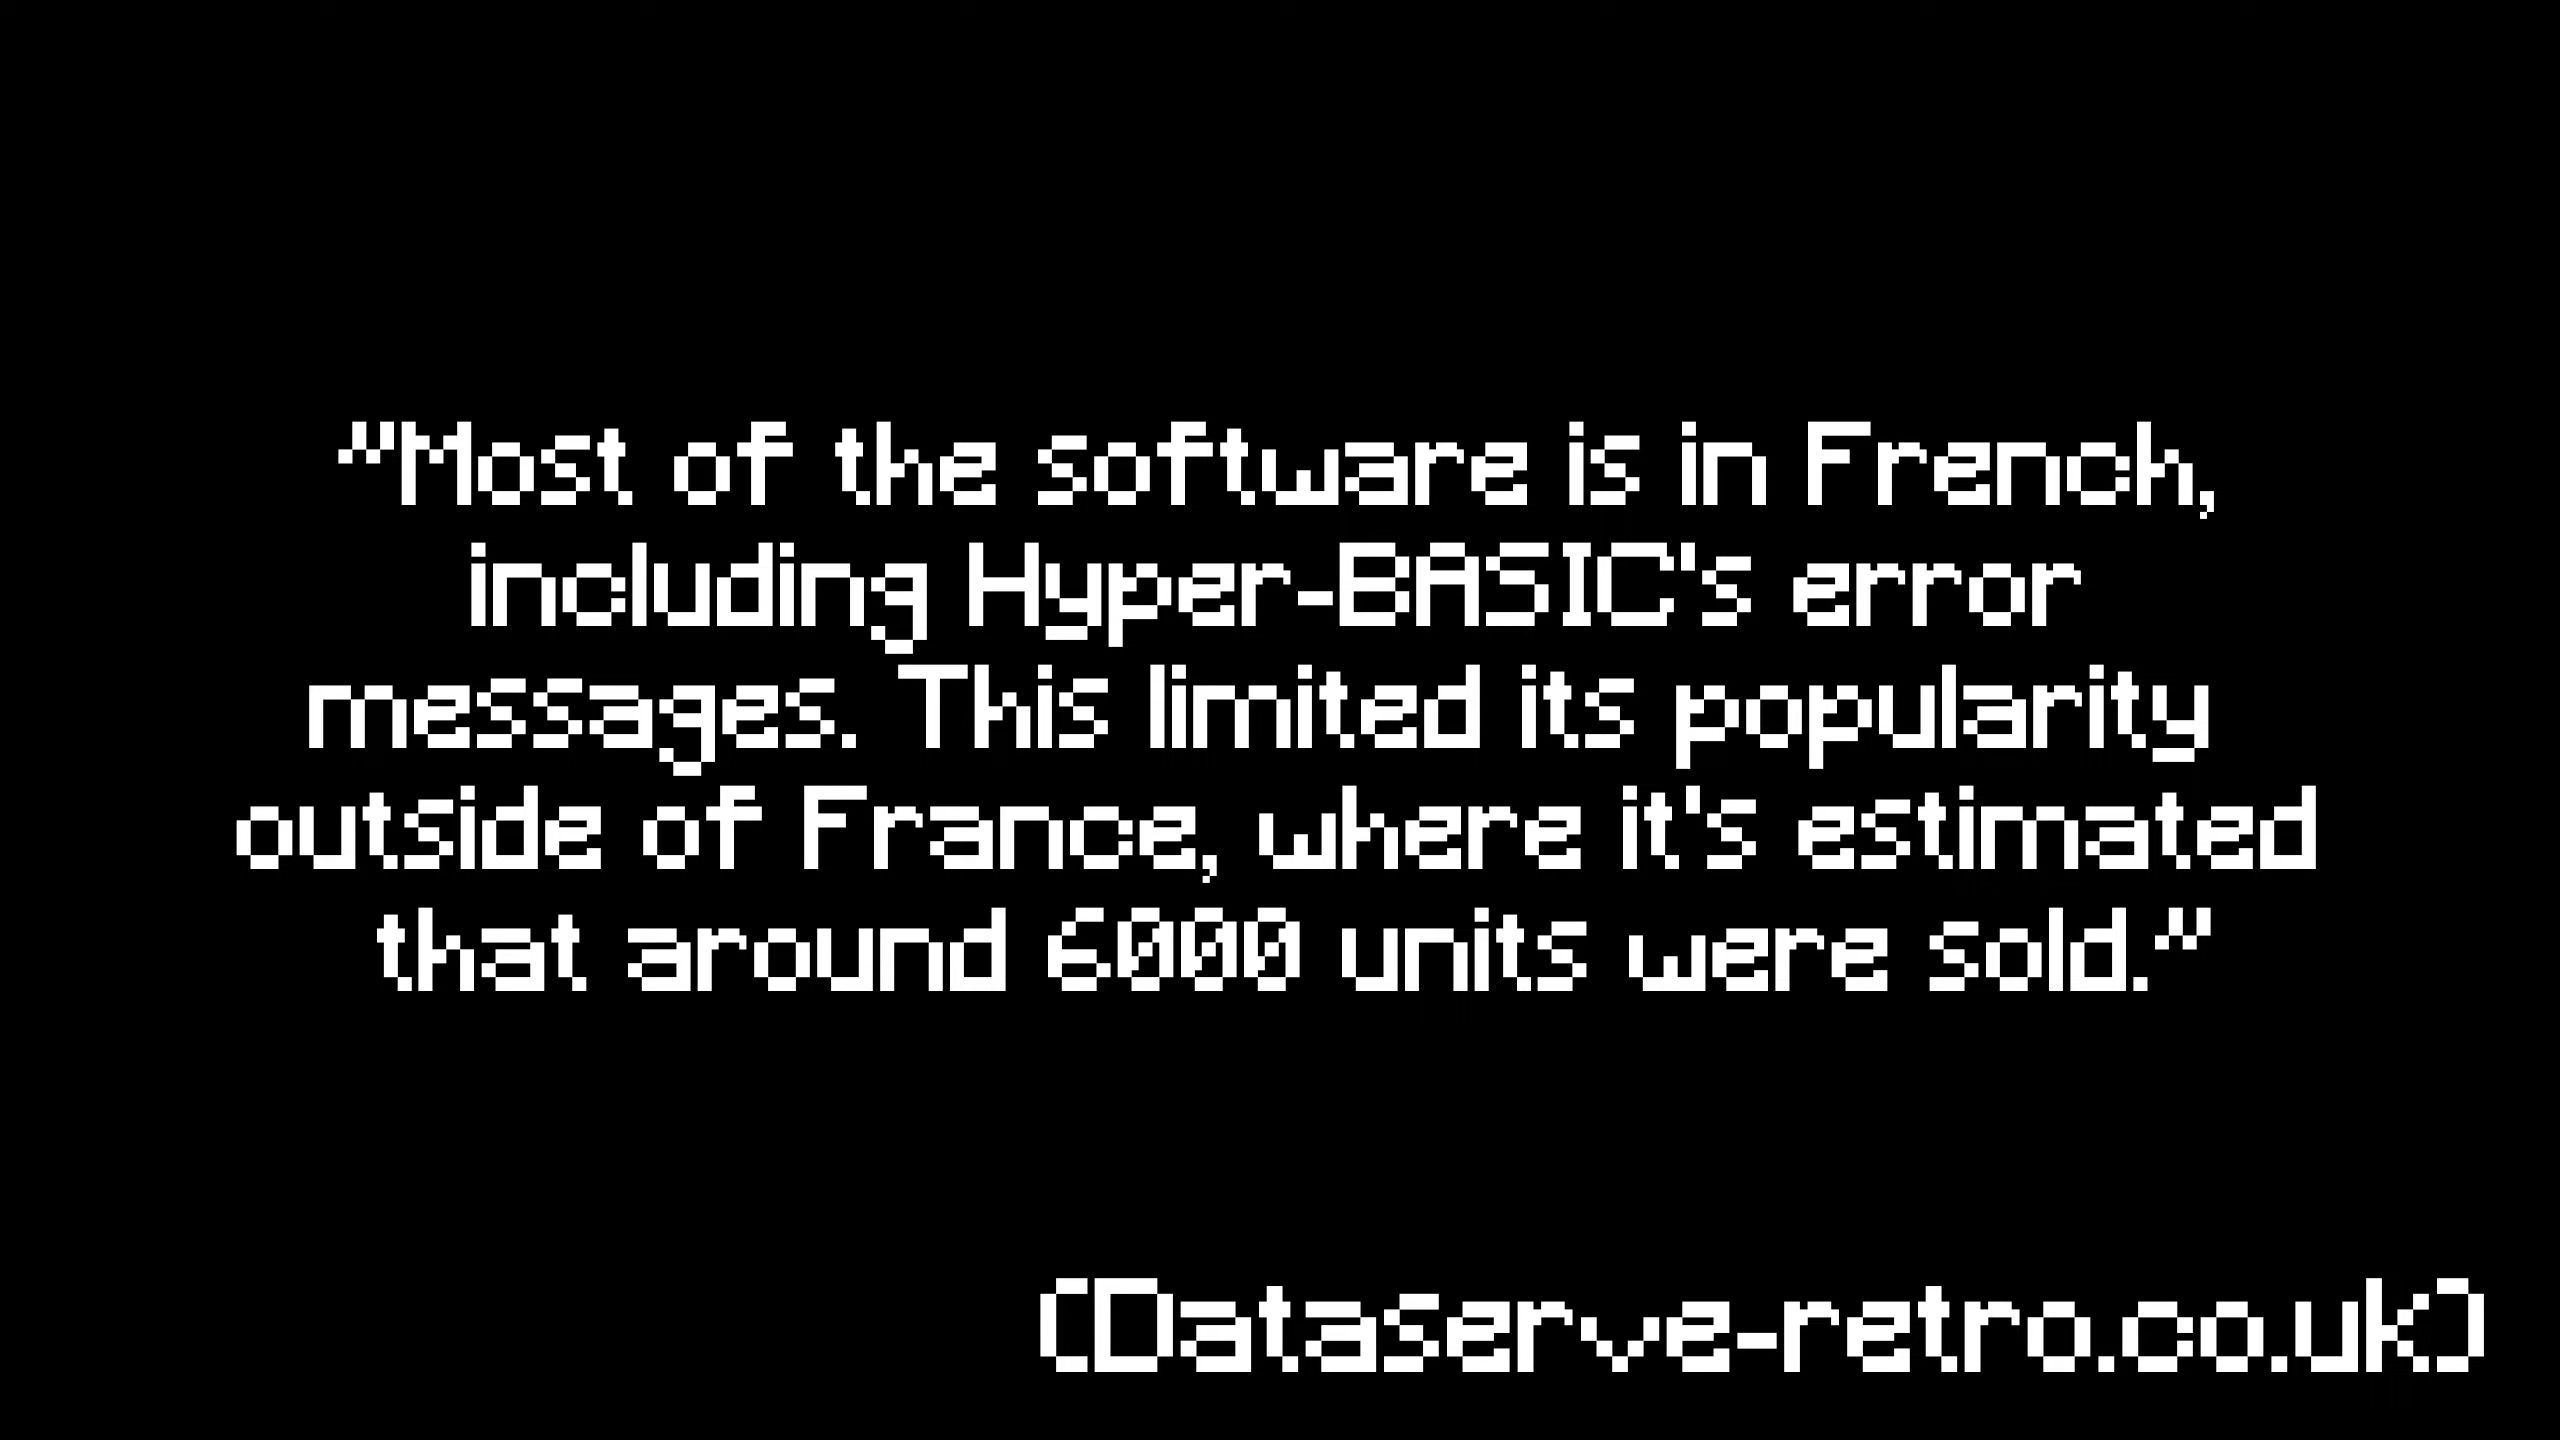 "Most of the software is in French,
including Hyper-BASIC's error
messages. This limited its popularity
outside of France, where it's estimated
that around 6000 units were sold."
(Dataserve-retro.co.uk)